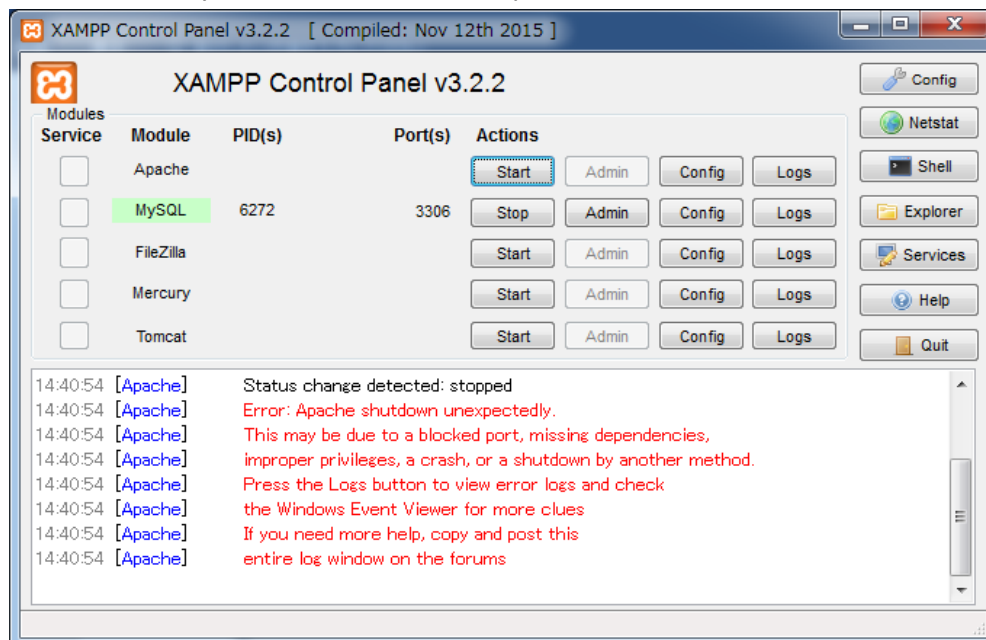 XAMPP Control Panel v3.2.2 [ Compiled: Nov 12th 2015 ]
XAMPP Control Panel v3.2.2
Config
Modules
Service Module PID(s) Port(s) Actions
Netstat
Apache Start Admin Config Logs
Shell
MySQL 6272 3306 Stop Admin Config Logs
Explorer
FileZilla Start Admin Config Logs
Services
Mercury Start Admin Config Logs
Help
Tomcat Start Admin Config Logs
Quit
14:40:54 [Apache] Status change detected: stopped
14:40:54 [Apache] Error: Apache shutdown unexpectedly.
14:40:54 [Apache] This may be due to a blocked port, missing dependencies,
14:40:54 [Apache] improper privileges, a crash, or a shutdown by another method.
14:40:54 [Apache] Press the Logs button to view error logs and check
14:40:54 [Apache] the Windows Event Viewer for more clues
14:40:54 [Apache] If you need more help, copy and post this
14:40:54 [Apache] entire log window on the forums